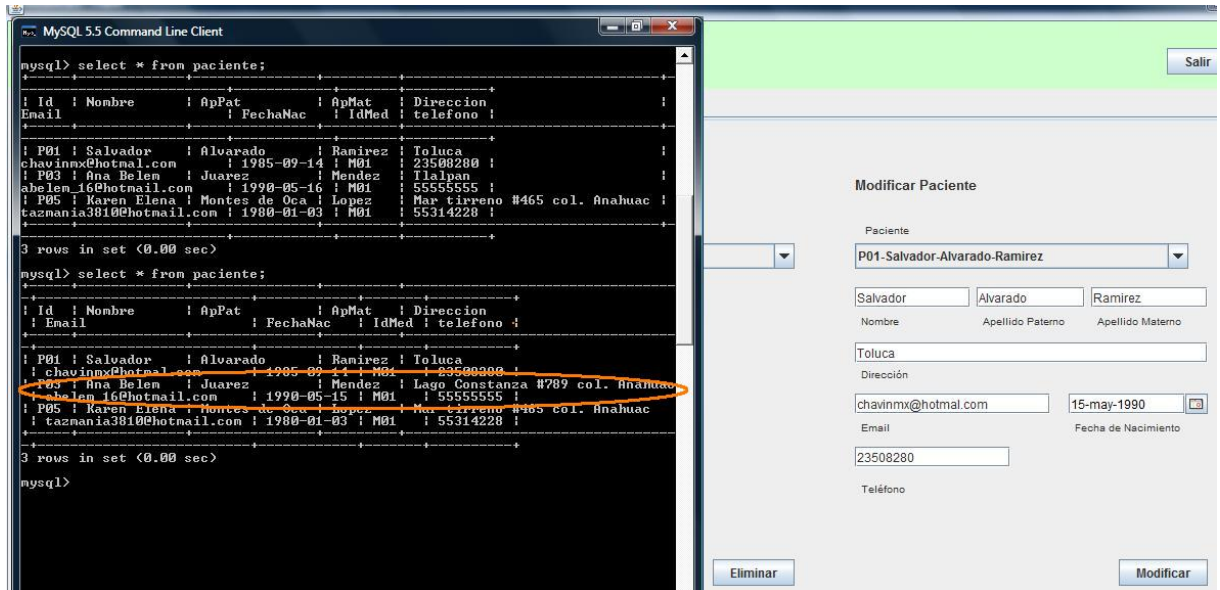 MySQL 5.5 Command Line Client
mysql> select * from paciente;
| Id | Nombre | ApPat | ApMat | Direccion |
Email | FechaNac | IdMed | telefono |
| P01 | Salvador | Alvarado | Ramirez | Toluca |
chavinmx@hotmal.com | 1985-09-14 | M01 | 23508280 |
| P03 | Ana Belem | Juarez | Mendez | Tlalpan |
abelem_16@hotmail.com | 1990-05-16 | M01 | 55555555 |
| P05 | Karen Elena | Montes de Oca | Lopez | Mar tirreno #465 col. Anahuac |
tazmania3810@hotmail.com | 1980-01-03 | M01 | 55314228 |
3 rows in set (0.00 sec)
mysql> select * from paciente;
| Id | Nombre | ApPat | ApMat | Direccion
| Email | FechaNac | IdMed | telefono |
| P01 | Salvador | Alvarado | Ramirez | Toluca
| chavinmx@hotmal.com | 1985-09-14 | M01 | 23508280 |
| P03 | Ana Belem | Juarez | Mendez | Lago Constanza #789 col. Anahuac
| abelem_16@hotmail.com | 1990-05-15 | M01 | 55555555 |
| P05 | Karen Elena | Montes de Oca | Lopez | Mar tirreno #465 col. Anahuac
| tazmania3810@hotmail.com | 1980-01-03 | M01 | 55314228 |
3 rows in set (0.00 sec)
mysql>
Salir
Modificar Paciente
Paciente
P01-Salvador-Alvarado-Ramirez
Salvador Alvarado Ramirez
Nombre Apellido Paterno Apellido Materno
Toluca
Dirección
chavinmx@hotmal.com 15-may-1990
Email Fecha de Nacimiento
23508280
Teléfono
Eliminar Modificar